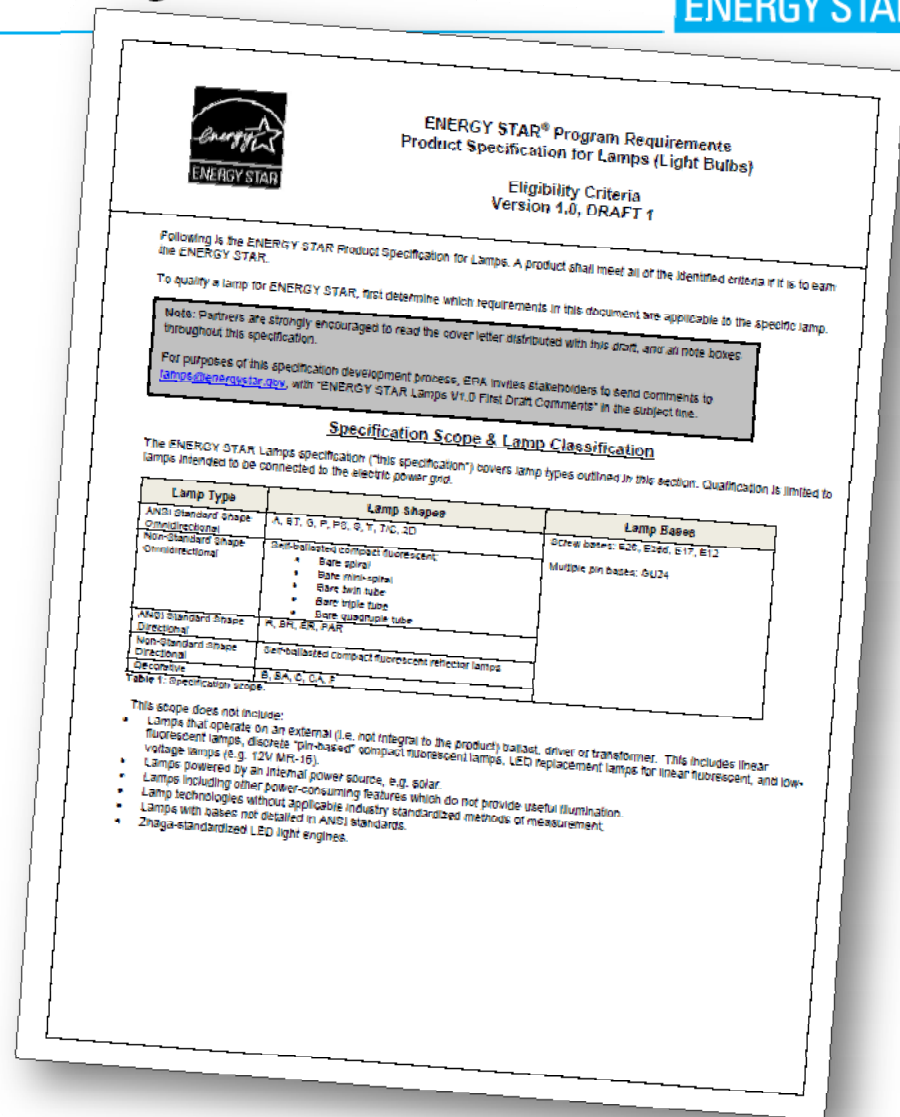 ENERGY STAR
Energy
ENERGY STAR
ENERGY STAR® Program Requirements
Product Specification for Lamps (Light Bulbs)
Eligibility Criteria
Version 1.0, DRAFT 1
Following is the ENERGY STAR Product Specification for Lamps. A product shall meet all of the identified criteria if it is to earn
the ENERGY STAR.
To qualify a lamp for ENERGY STAR, first determine which requirements in this document are applicable to the specific lamp.
Note: Partners are strongly encouraged to read the cover letter distributed with this draft, and all note boxes
throughout this specification.
For purposes of this specification development process, EPA invites stakeholders to send comments to
lamps@energystar.gov, with "ENERGY STAR Lamps V1.0 First Draft Comments" in the subject line.
Specification Scope & Lamp Classification
The ENERGY STAR Lamps specification ("this specification") covers lamp types outlined in this section. Qualification is limited to
lamps intended to be connected to the electric power grid.
Lamp Type
Lamp Shapes
Lamp Bases
ANSI Standard Shape
Omnidirectional
A, BT, G, P, PS, S, T, T/C, 2D
Screw bases: E26, E26d, E17, E12
Multiple pin bases: GU24
Non-Standard Shape
Omnidirectional
Self-ballasted compact fluorescent:
• Bare spiral
• Bare mini-spiral
• Bare twin tube
• Bare triple tube
• Bare quadruple tube
ANSI Standard Shape
Directional
R, BR, ER, PAR
Non-Standard Shape
Directional
Self-ballasted compact fluorescent reflector lamps
Decorative
B, BA, C, CA, F
Table 1: Specification scope.
This scope does not include:
• Lamps that operate on an external (i.e. not integral to the product) ballast, driver or transformer. This includes linear
fluorescent lamps, discrete "pin-based" compact fluorescent lamps, LED replacement lamps for linear fluorescent, and low-
voltage lamps (e.g. 12V MR-16).
• Lamps powered by an internal power source, e.g. solar.
• Lamps including other power-consuming features which do not provide useful illumination.
• Lamp technologies without applicable industry standardized methods of measurement.
• Lamps with bases not detailed in ANSI standards.
• Zhaga-standardized LED light engines.